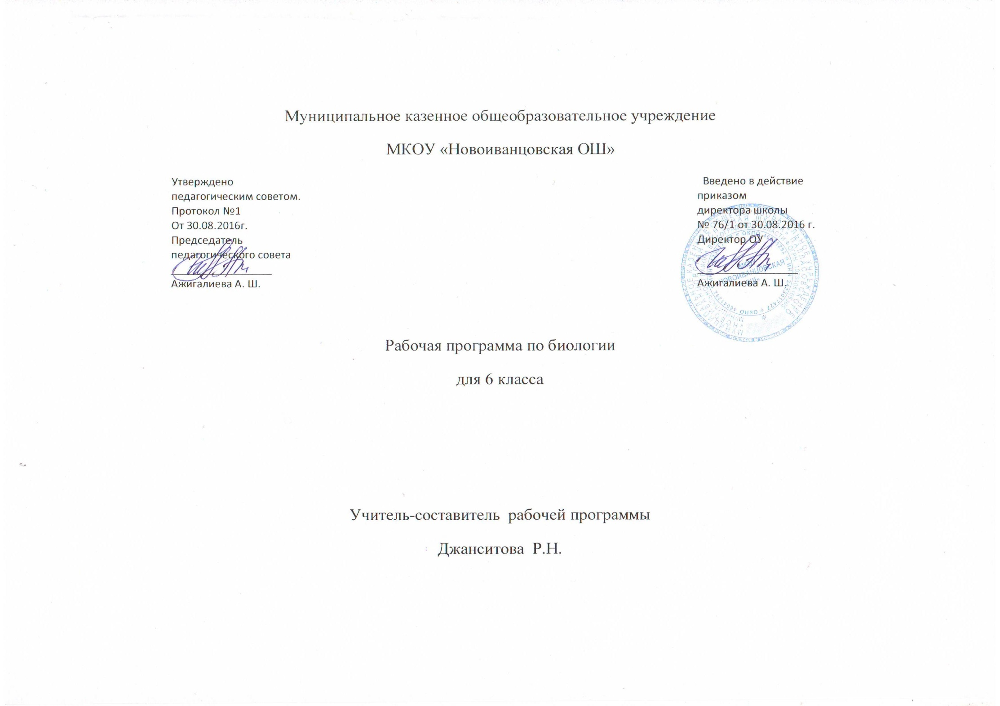 Муниципальное казенное общеобразовательное учреждение
МКОУ «Новоиванцовская ОШ»
Утверждено
педагогическим советом.
Протокол №1
От 30.08.2016г.
Председатель
педагогического совета
Ажигалиева А. Ш.
Введено в действие
приказом
директора школы
№ 76/1 от 30.08.2016 г.
Директор ОУ
Ажигалиева А. Ш.
МКОУ
НОВОИВАНЦОВСКАЯ
ОШ»
Рабочая программа по биологии
для 6 класса
Учитель-составитель  рабочей программы
Джанситова  Р.Н.